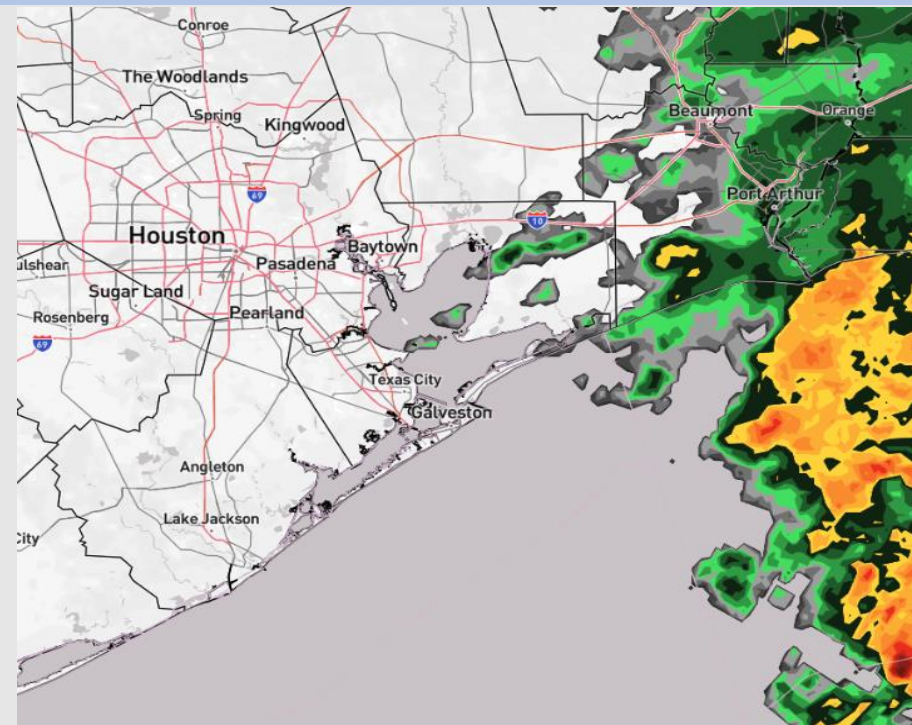 Conroe
The Woodlands
Spring
Kingwood
Beaumont
Orange
69
Port Arthur
10
Houston
Baytown
ulshear
Pasadena
Sugar Land
Rosenberg
Pearland
69
Texas City
Galveston
Angleton
Lake Jackson
City